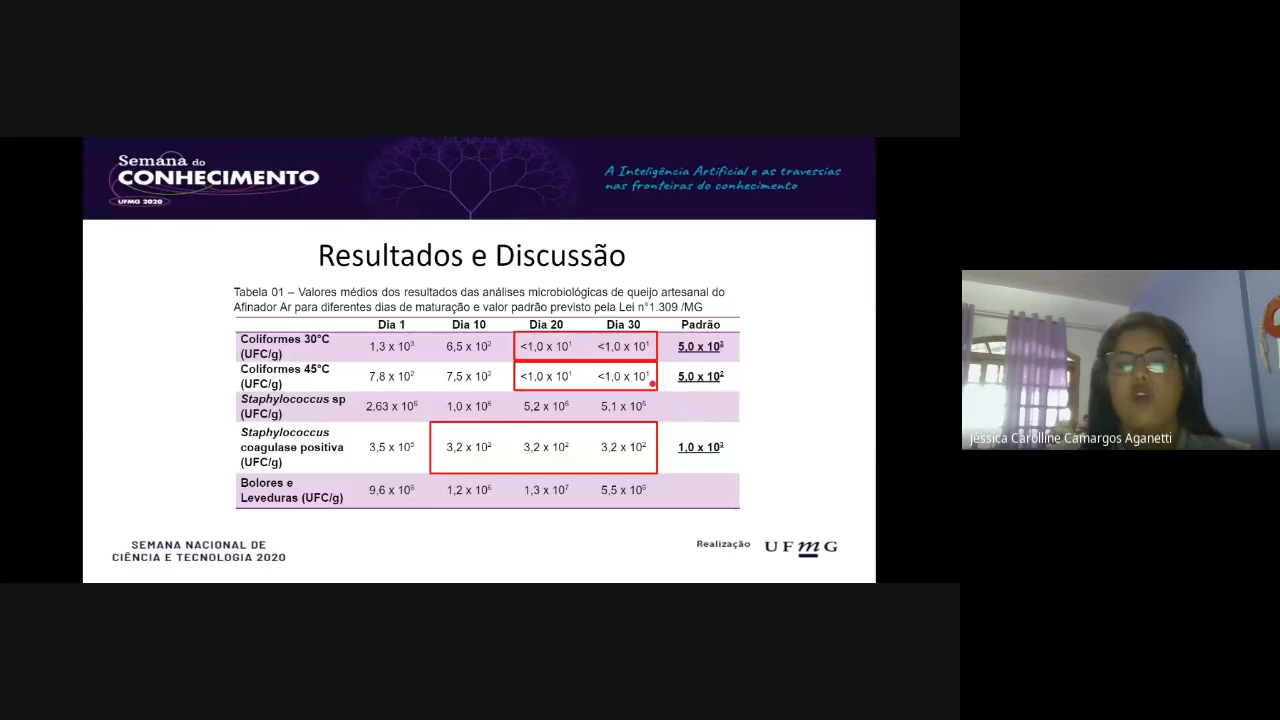 Semana do
CONHECIMENTO
UFMG 2020
A Inteligência Artificial e as travessias
nas fronteiras do conhecimento
Resultados e Discussão
Tabela 01 – Valores médios dos resultados das análises microbiológicas de queijo artesanal do
Afinador Ar para diferentes dias de maturação e valor padrão previsto pela Lei n°1.309 /MG
Dia 1 Dia 10 Dia 20 Dia 30 Padrão
Coliformes 30°C
(UFC/g) 1,3 x 10³ 6,5 x 10² <1,0 x 10¹ <1,0 x 10¹ 5,0 x 10³
Coliformes 45°C
(UFC/g) 7,8 x 10² 7,5 x 10² <1,0 x 10¹ <1,0 x 10¹ 5,0 x 10²
Staphylococcus sp
(UFC/g) 2,63 x 10⁶ 1,0 x 10⁶ 5,2 x 10⁶ 5,1 x 10⁶
Staphylococcus
coagulase positiva 3,5 x 10⁵ 3,2 x 10² 3,2 x 10² 3,2 x 10² 1,0 x 10³
(UFC/g)
Bolores e
Leveduras (UFC/g) 9,6 x 10⁶ 1,2 x 10⁶ 1,3 x 10⁷ 5,5 x 10⁶
SEMANA NACIONAL DE
CIÊNCIA E TECNOLOGIA 2020
Realização UFMG
Jéssica Carolline Camargos Aganetti